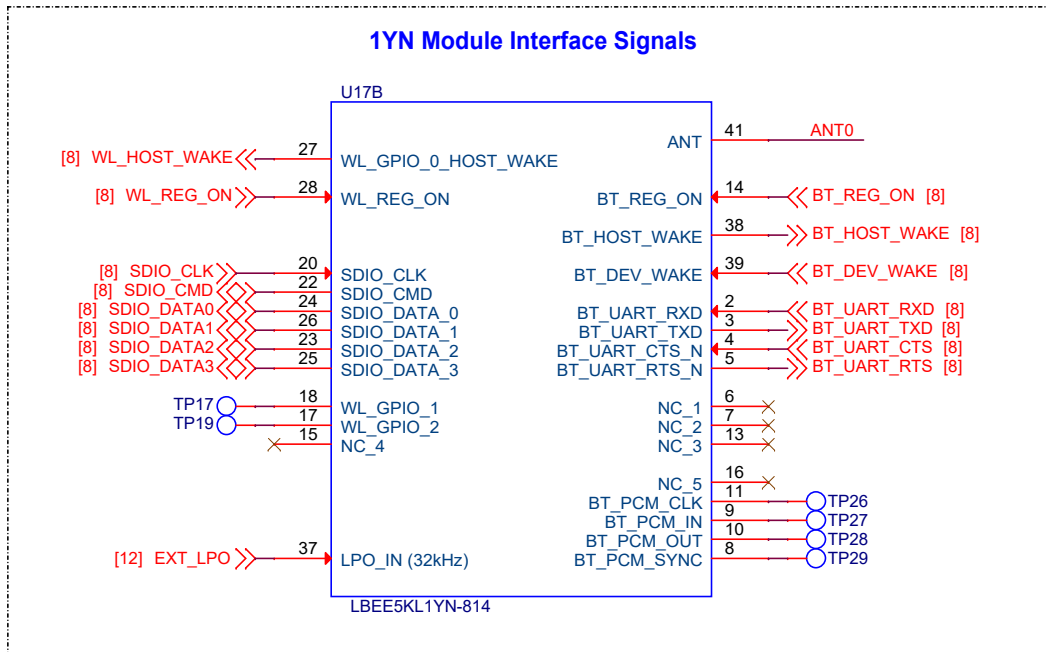 1YN Module Interface Signals
U17B
41 ANT0
ANT
[8] WL_HOST_WAKE 27 WL_GPIO_0_HOST_WAKE
[8] WL_REG_ON 28 WL_REG_ON
BT_REG_ON 14 BT_REG_ON [8]
BT_HOST_WAKE 38 BT_HOST_WAKE [8]
[8] SDIO_CLK 20 SDIO_CLK
BT_DEV_WAKE 39 BT_DEV_WAKE [8]
[8] SDIO_CMD 22 SDIO_CMD
[8] SDIO_DATA0 24 SDIO_DATA_0
BT_UART_RXD 2 BT_UART_RXD [8]
[8] SDIO_DATA1 26 SDIO_DATA_1
BT_UART_TXD 3 BT_UART_TXD [8]
[8] SDIO_DATA2 23 SDIO_DATA_2
BT_UART_CTS_N 4 BT_UART_CTS [8]
[8] SDIO_DATA3 25 SDIO_DATA_3
BT_UART_RTS_N 5 BT_UART_RTS [8]
TP17 18 WL_GPIO_1
NC_1 6
TP19 17 WL_GPIO_2
NC_2 7
15 NC_4
NC_3 13
NC_5 16
BT_PCM_CLK 11 TP26
BT_PCM_IN 9 TP27
BT_PCM_OUT 10 TP28
[12] EXT_LPO 37 LPO_IN (32kHz)
BT_PCM_SYNC 8 TP29
LBEE5KL1YN-814